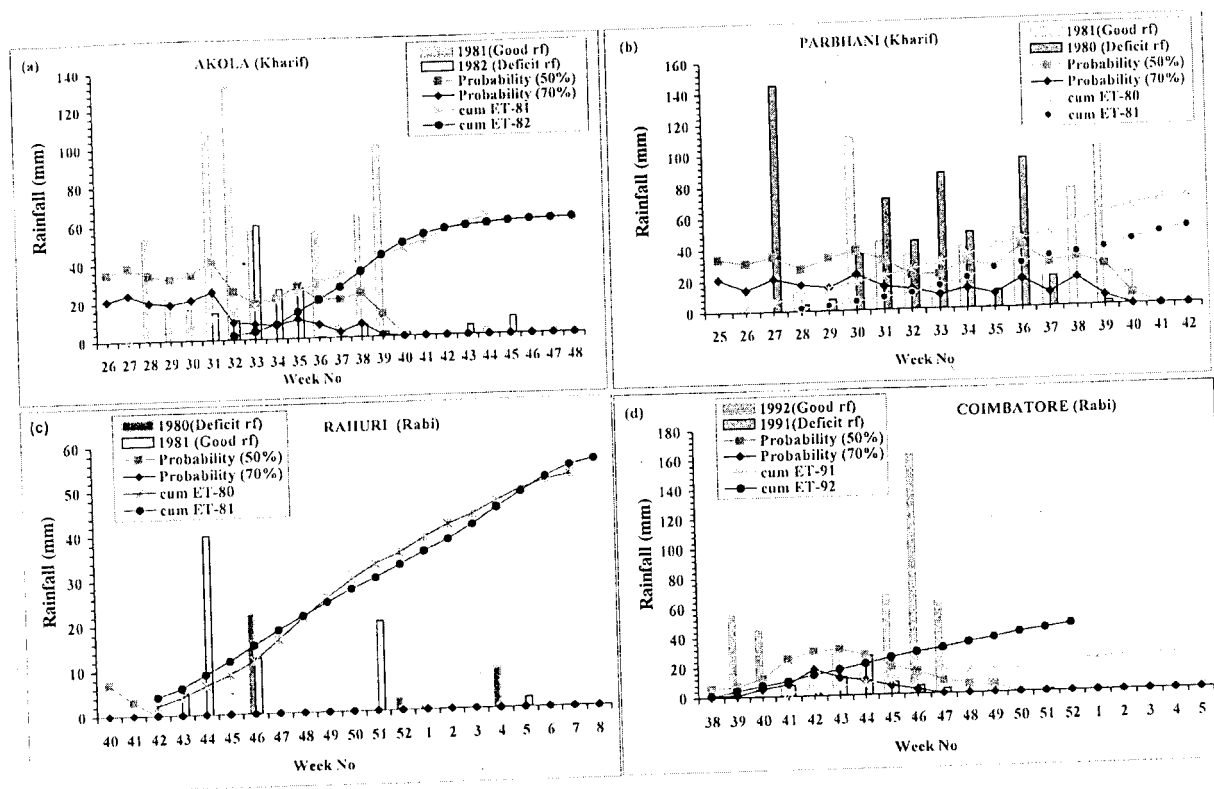 (a)
AKOLA (Kharif)
1981(Good rf)
1982 (Deficit rf)
Probability (50%)
Probability (70%)
cum ET-81
cum ET-82
Rainfall (mm)
140
120
100
80
60
40
20
0
26 27 28 29 30 31 32 33 34 35 36 37 38 39 40 41 42 43 44 45 46 47 48
Week No
(b)
PARBHANI (Kharif)
1981(Good rf)
1980 (Deficit rf)
Probability (50%)
Probability (70%)
cum ET-80
cum ET-81
Rainfall (mm)
160
140
120
100
80
60
40
20
0
25 26 27 28 29 30 31 32 33 34 35 36 37 38 39 40 41 42
Week No
(c)
RAHURI (Rabi)
1980(Deficit rf)
1981 (Good rf)
Probability (50%)
Probability (70%)
cum ET-80
cum ET-81
Rainfall (mm)
60
50
40
30
20
10
0
40 41 42 43 44 45 46 47 48 49 50 51 52 1 2 3 4 5 6 7 8
Week No
(d)
COIMBATORE (Rabi)
1992(Good rf)
1991(Deficit rf)
Probability (50%)
Probability (70%)
cum ET-91
cum ET-92
Rainfall (mm)
200
180
160
140
120
100
80
60
40
20
0
38 39 40 41 42 43 44 45 46 47 48 49 50 51 52 1 2 3 4 5
Week No